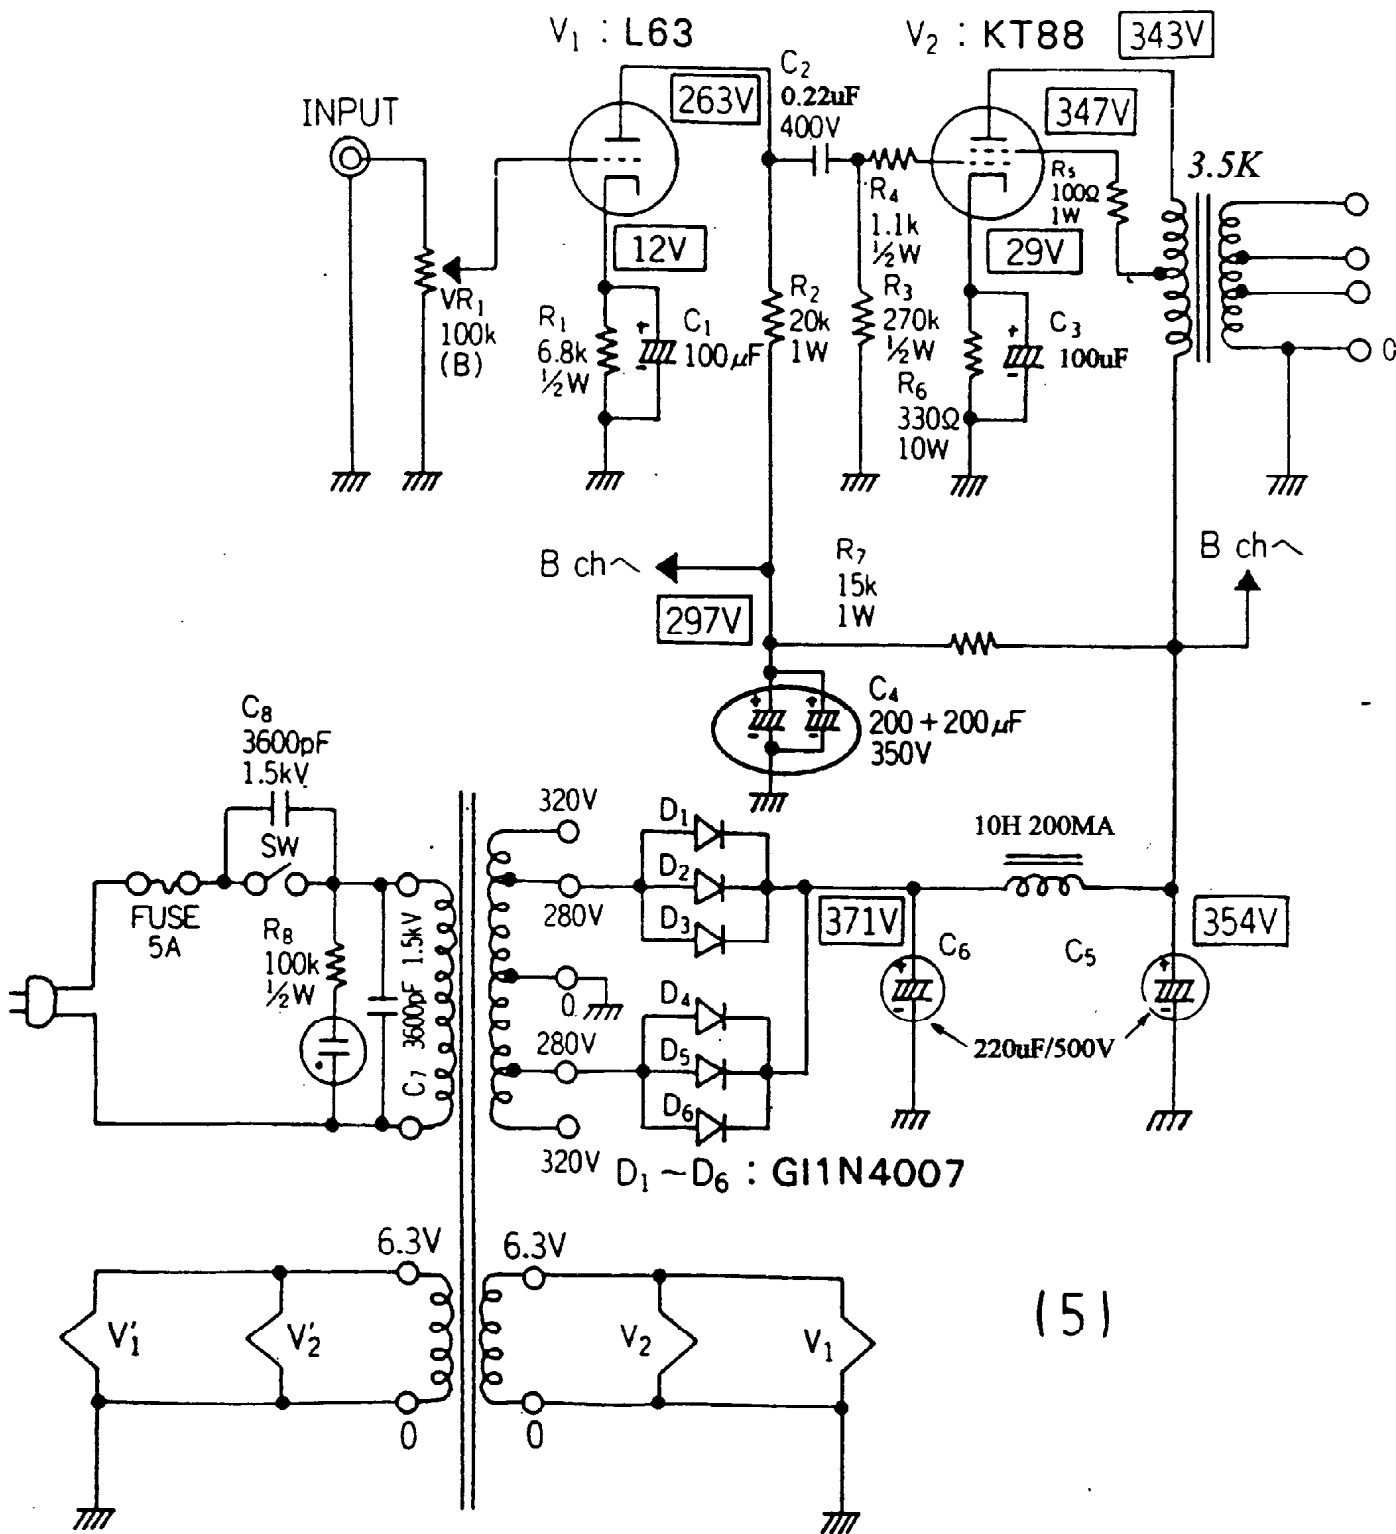 V₁ : L63
V₂ : KT88
343V
INPUT
263V
C₂
0.22uF
400V
347V
3.5K
R₅
100Ω
1W
R₄
1.1k
½W
12V
29V
VR₁
100k
(B)
R₁
6.8k
½W
C₁
100μF
R₂
20k
1W
R₃
270k
½W
C₃
100uF
R₆
330Ω
10W
C
B ch～
R₇
15k
1W
B ch～
297V
C₄
200+200μF
350V
C₈
3600pF
1.5kV
SW
FUSE
5A
R₈
100k
½W
C₇ 3600pF 1.5kV
320V
280V
0
280V
320V
D₁
D₂
D₃
D₄
D₅
D₆
D₁～D₆ : GI1N4007
10H 200MA
371V
354V
C₆
C₅
220uF/500V
6.3V
6.3V
V₁'
V₂'
V₂
V₁
0
0
(5)